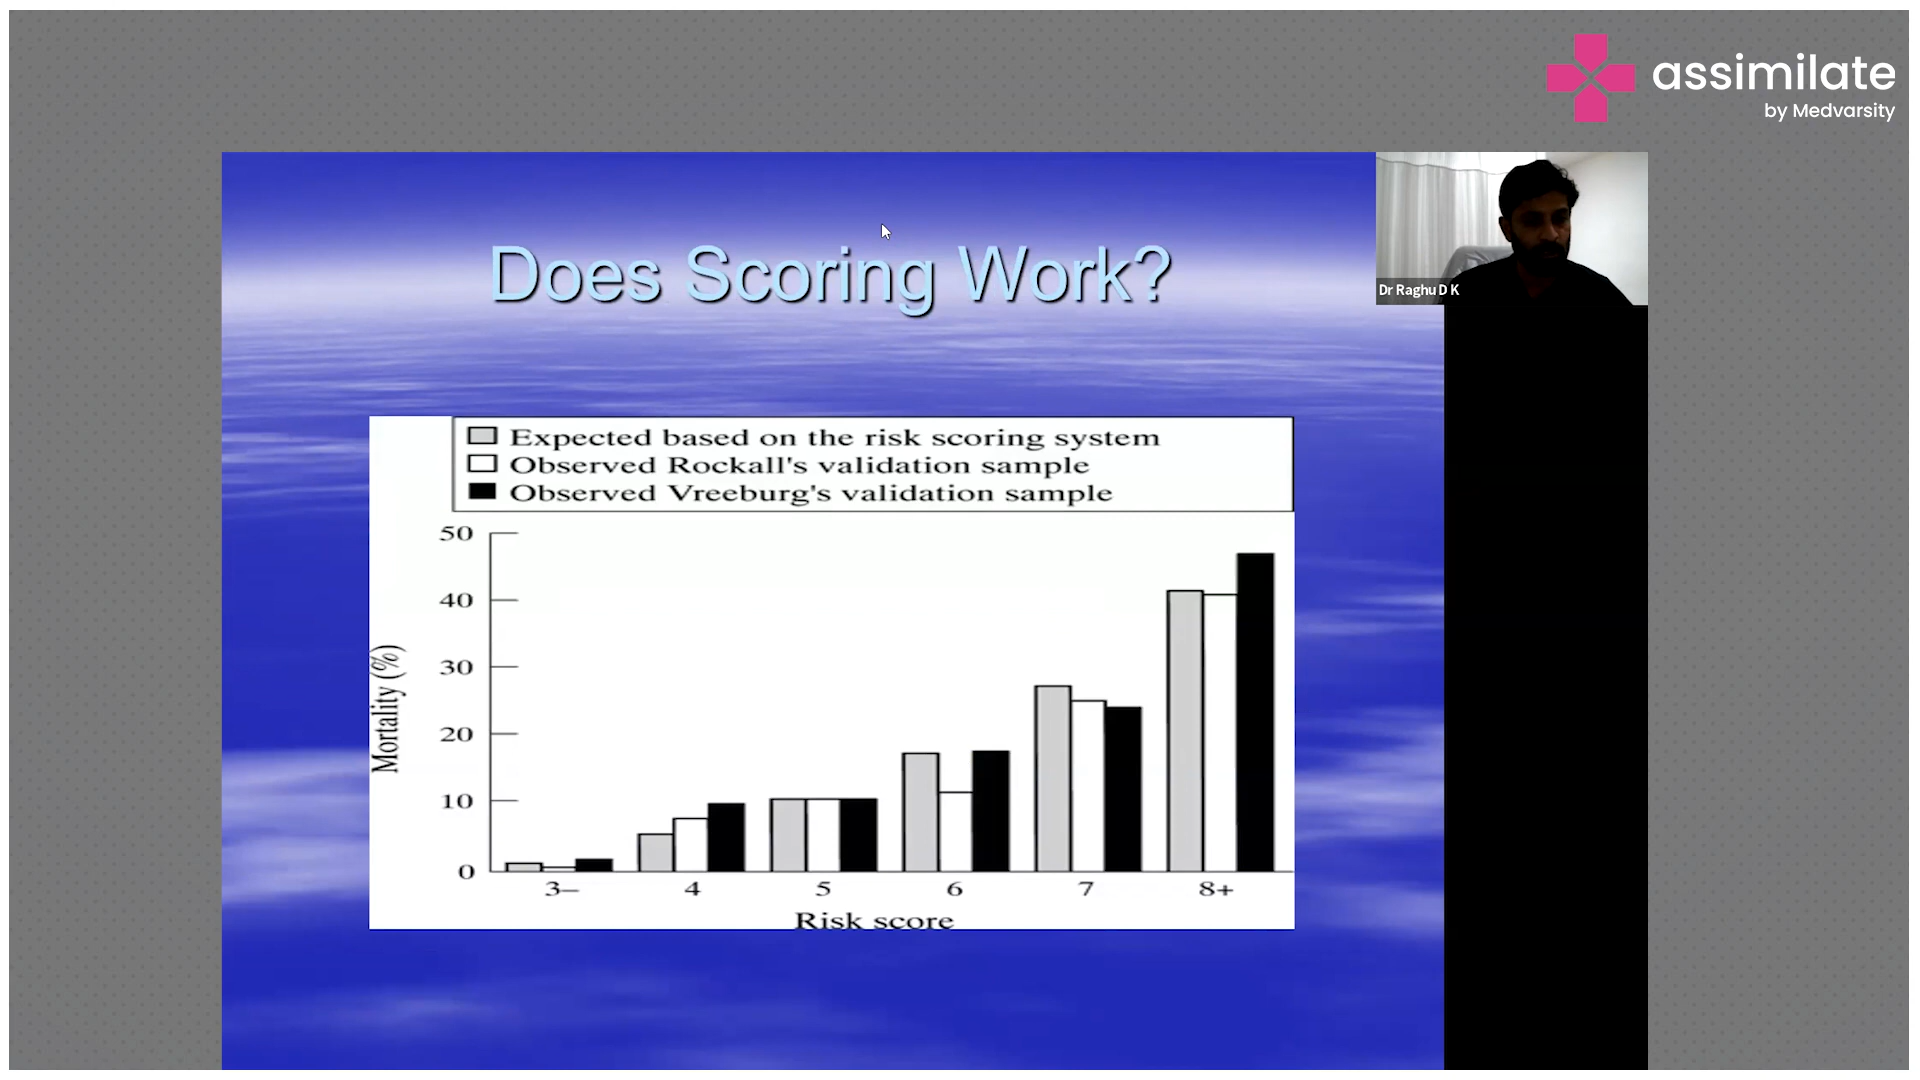 assimilate
by Medvarsity
Does Scoring Work?
Dr Raghu D K
Expected based on the risk scoring system
Observed Rockall's validation sample
Observed Vreeburg's validation sample
50
40
30
20
10
0
Mortality (%)
3– 4 5 6 7 8+
Risk score